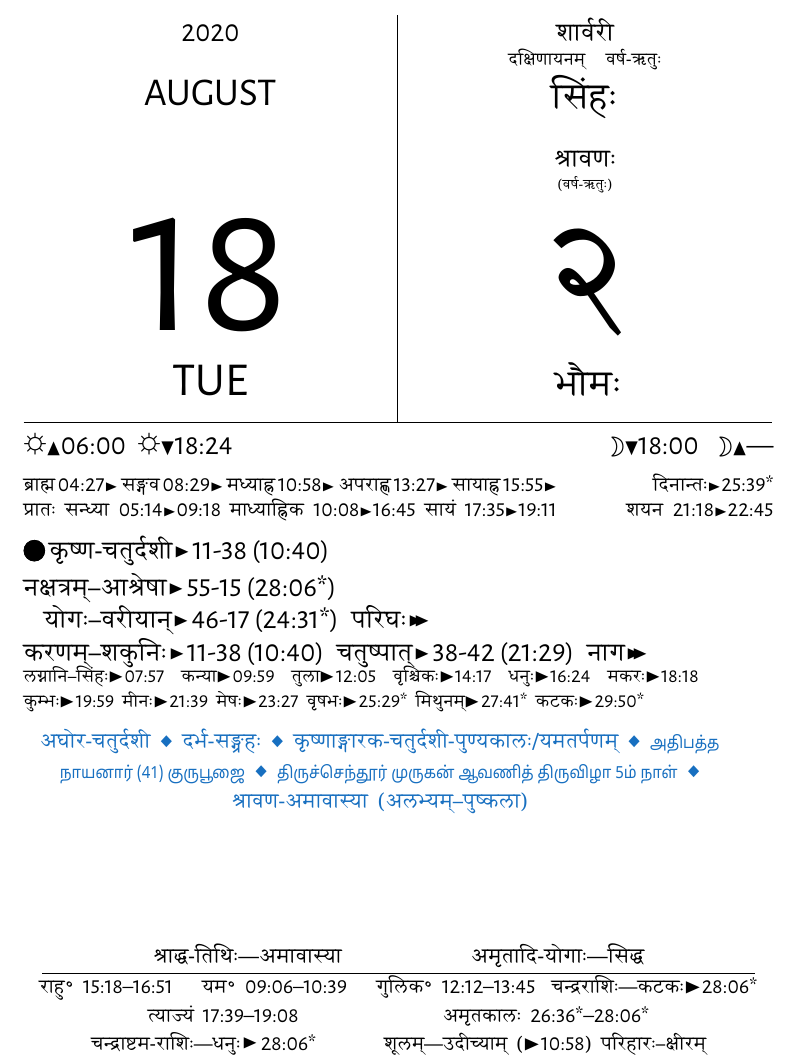 2020
AUGUST
18
TUE
शार्वरी
दक्षिणायनम् वर्ष-ऋतुः
सिंहः
श्रावणः
(वर्ष-ऋतुः)
२
भौमः
☼▲06:00 ☼▼18:24 ☽▼18:00 ☽▲—
ब्राह्म 04:27► सङ्गव 08:29► मध्याह्न 10:58► अपराह्ण 13:27► सायाह्न 15:55► दिनान्तः►25:39*
प्रातः सन्ध्या 05:14►09:18 माध्याह्निक 10:08►16:45 सायं 17:35►19:11 शयन 21:18►22:45
●कृष्ण-चतुर्दशी►11-38 (10:40)
नक्षत्रम्–आश्रेषा►55-15 (28:06*)
योगः–वरीयान्►46-17 (24:31*) परिघः►►
करणम्–शकुनिः►11-38 (10:40) चतुष्पात्►38-42 (21:29) नाग►►
लग्नानि–सिंहः►07:57 कन्या►09:59 तुला►12:05 वृश्चिकः►14:17 धनुः►16:24 मकरः►18:18
कुम्भः►19:59 मीनः►21:39 मेषः►23:27 वृषभः►25:29* मिथुनम्►27:41* कटकः►29:50*
अघोर-चतुर्दशी ◆ दर्भ-सङ्ग्रहः ◆ कृष्णाङ्गारक-चतुर्दशी-पुण्यकालः/यमतर्पणम् ◆ அதிபத்த
நாயனார் (41) குருபூஜை ◆ திருச்செந்தூர் முருகன் ஆவணித் திருவிழா 5ம் நாள் ◆
श्रावण-अमावास्या (अलभ्यम्–पुष्कला)
श्राद्ध-तिथिः—अमावास्या अमृतादि-योगाः—सिद्ध
राहु° 15:18–16:51 यम° 09:06–10:39 गुलिक° 12:12–13:45 चन्द्रराशिः—कटकः►28:06*
त्याज्यं 17:39–19:08 अमृतकालः 26:36*–28:06*
चन्द्राष्टम-राशिः—धनुः► 28:06* शूलम्—उदीच्याम् (►10:58) परिहारः–क्षीरम्